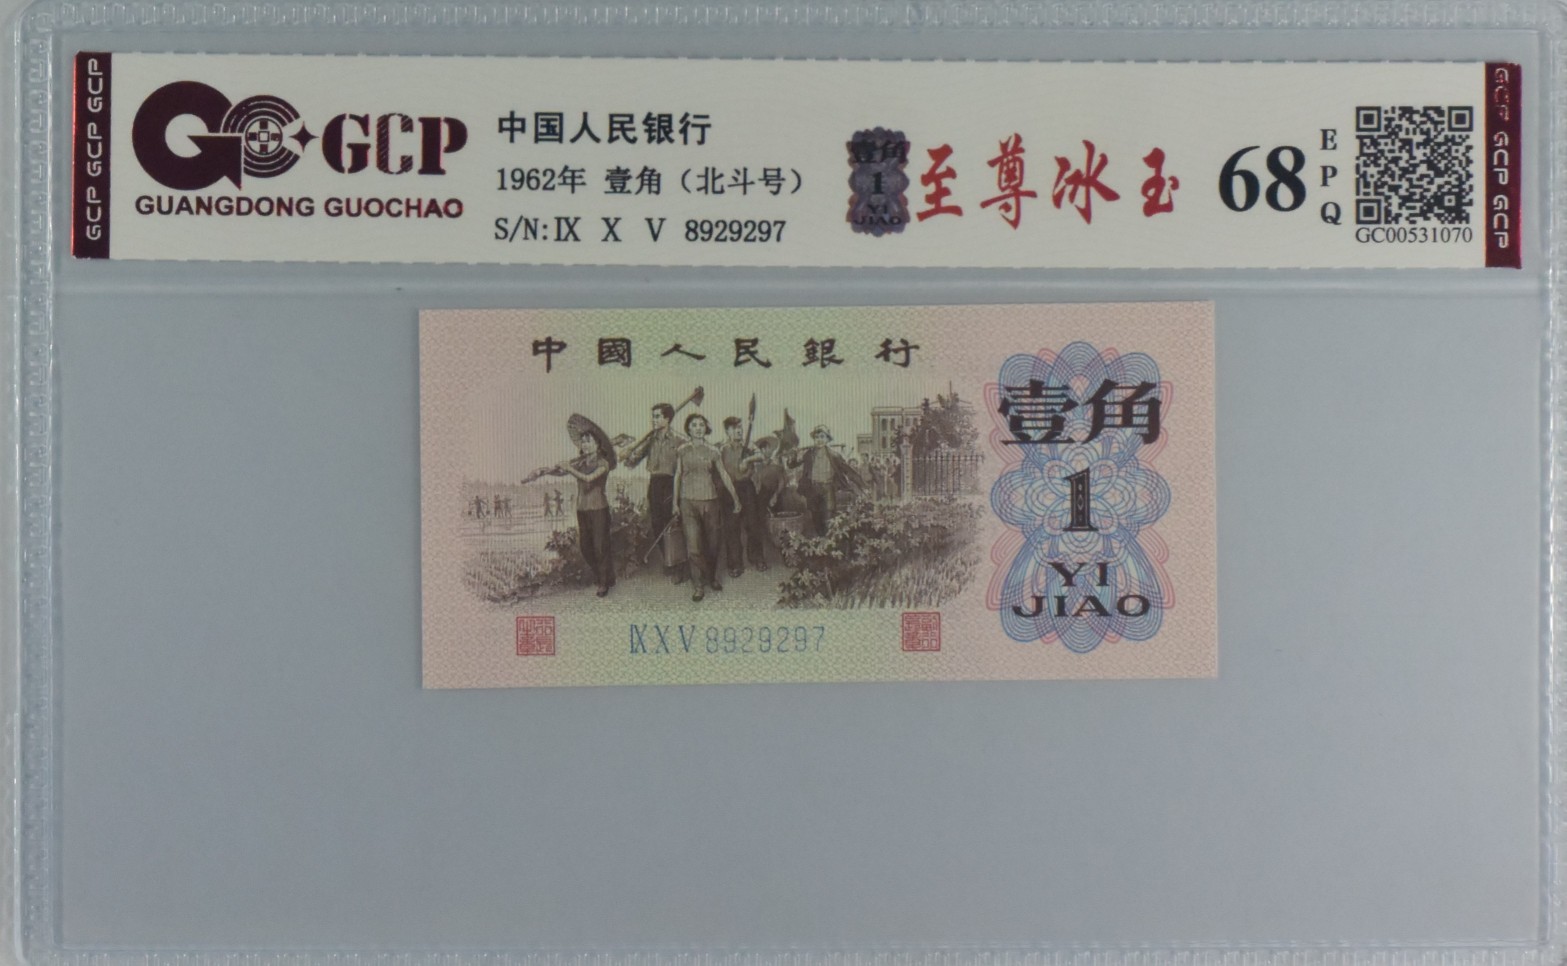 GCP GCP GCP
GCP
GUANGDONG GUOCHAO
中国人民银行
1962年 壹角（北斗号）
S/N:Ⅸ Ⅹ Ⅴ 8929297
壹角
1
YI
JIAO
至尊冰玉
68
EPQ
GC00531070
GCP GCP GCP
中國人民銀行
壹角
1
YI
JIAO
ⅨⅩⅤ8929297